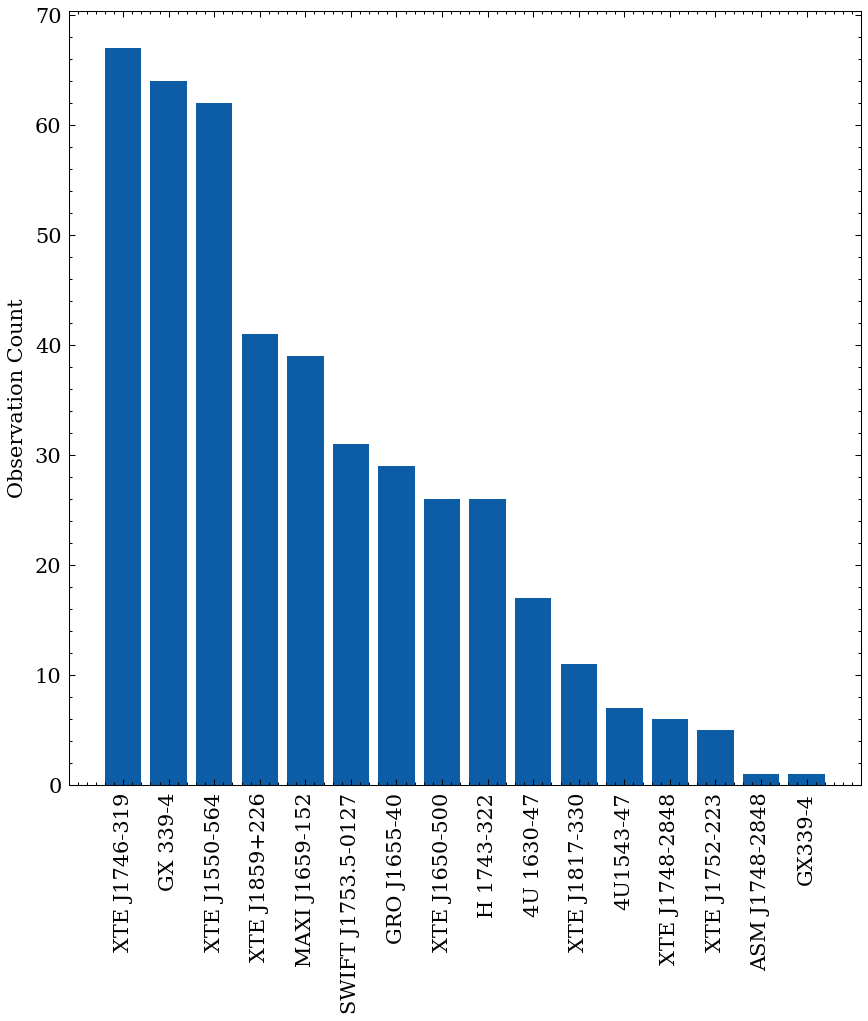 70
60
50
40
30
20
10
0
Observation Count
XTE J1746-319
GX 339-4
XTE J1550-564
XTE J1859+226
MAXI J1659-152
SWIFT J1753.5-0127
GRO J1655-40
XTE J1650-500
H 1743-322
4U 1630-47
XTE J1817-330
4U1543-47
XTE J1748-2848
XTE J1752-223
ASM J1748-2848
GX339-4